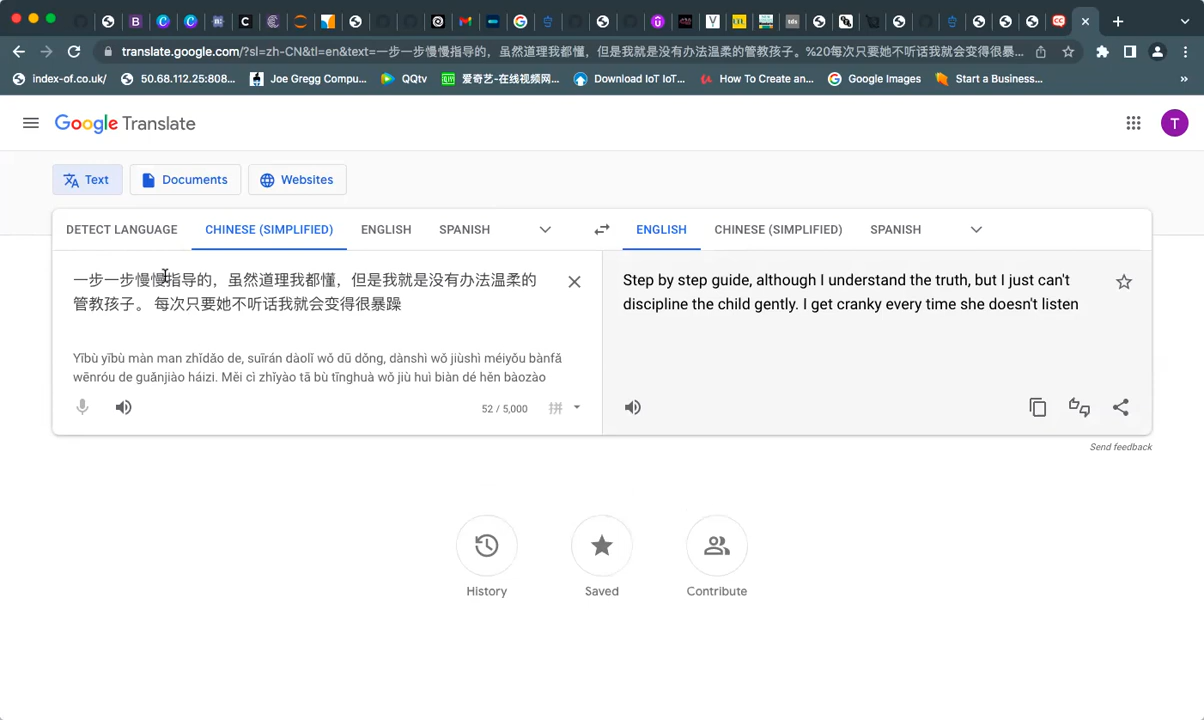 translate.google.com/?sl=zh-CN&tl=en&text=一步一步慢慢指导的，虽然道理我都懂，但是我就是没有办法温柔的管教孩子。%20每次只要她不听话我就会变得很暴...
index-of.co.uk/ 50.68.112.25:808... Joe Gregg Compu... QQtv 爱奇艺-在线视频网... Download IoT IoT... How To Create an... Google Images Start a Business... »
Google Translate
T
Text Documents Websites
DETECT LANGUAGE CHINESE (SIMPLIFIED) ENGLISH SPANISH ENGLISH CHINESE (SIMPLIFIED) SPANISH
一步一步慢慢指导的，虽然道理我都懂，但是我就是没有办法温柔的
管教孩子。 每次只要她不听话我就会变得很暴躁
Yībù yībù màn man zhǐdǎo de, suīrán dàolǐ wǒ dū dǒng, dànshì wǒ jiùshì méiyǒu bànfǎ
wēnróu de guǎnjiào háizi. Měi cì zhǐyào tā bù tīnghuà wǒ jiù huì biàn dé hěn bàozào
52 / 5,000
拼
Step by step guide, although I understand the truth, but I just can't
discipline the child gently. I get cranky every time she doesn't listen
Send feedback
History Saved Contribute